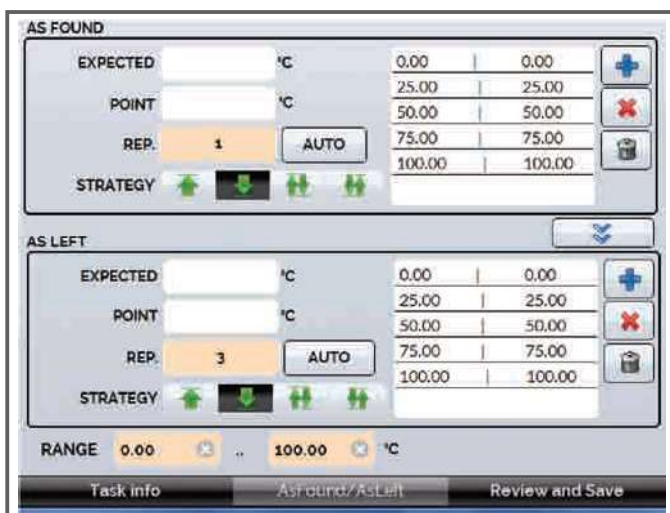 AS FOUND
EXPECTED °C
POINT °C
REP. 1 AUTO
STRATEGY
0.00 | 0.00
25.00 | 25.00
50.00 | 50.00
75.00 | 75.00
100.00 | 100.00
AS LEFT
EXPECTED °C
POINT °C
REP. 3 AUTO
STRATEGY
0.00 | 0.00
25.00 | 25.00
50.00 | 50.00
75.00 | 75.00
100.00 | 100.00
RANGE 0.00 .. 100.00 °C
Task info AsFound/AsLeft Review and Save